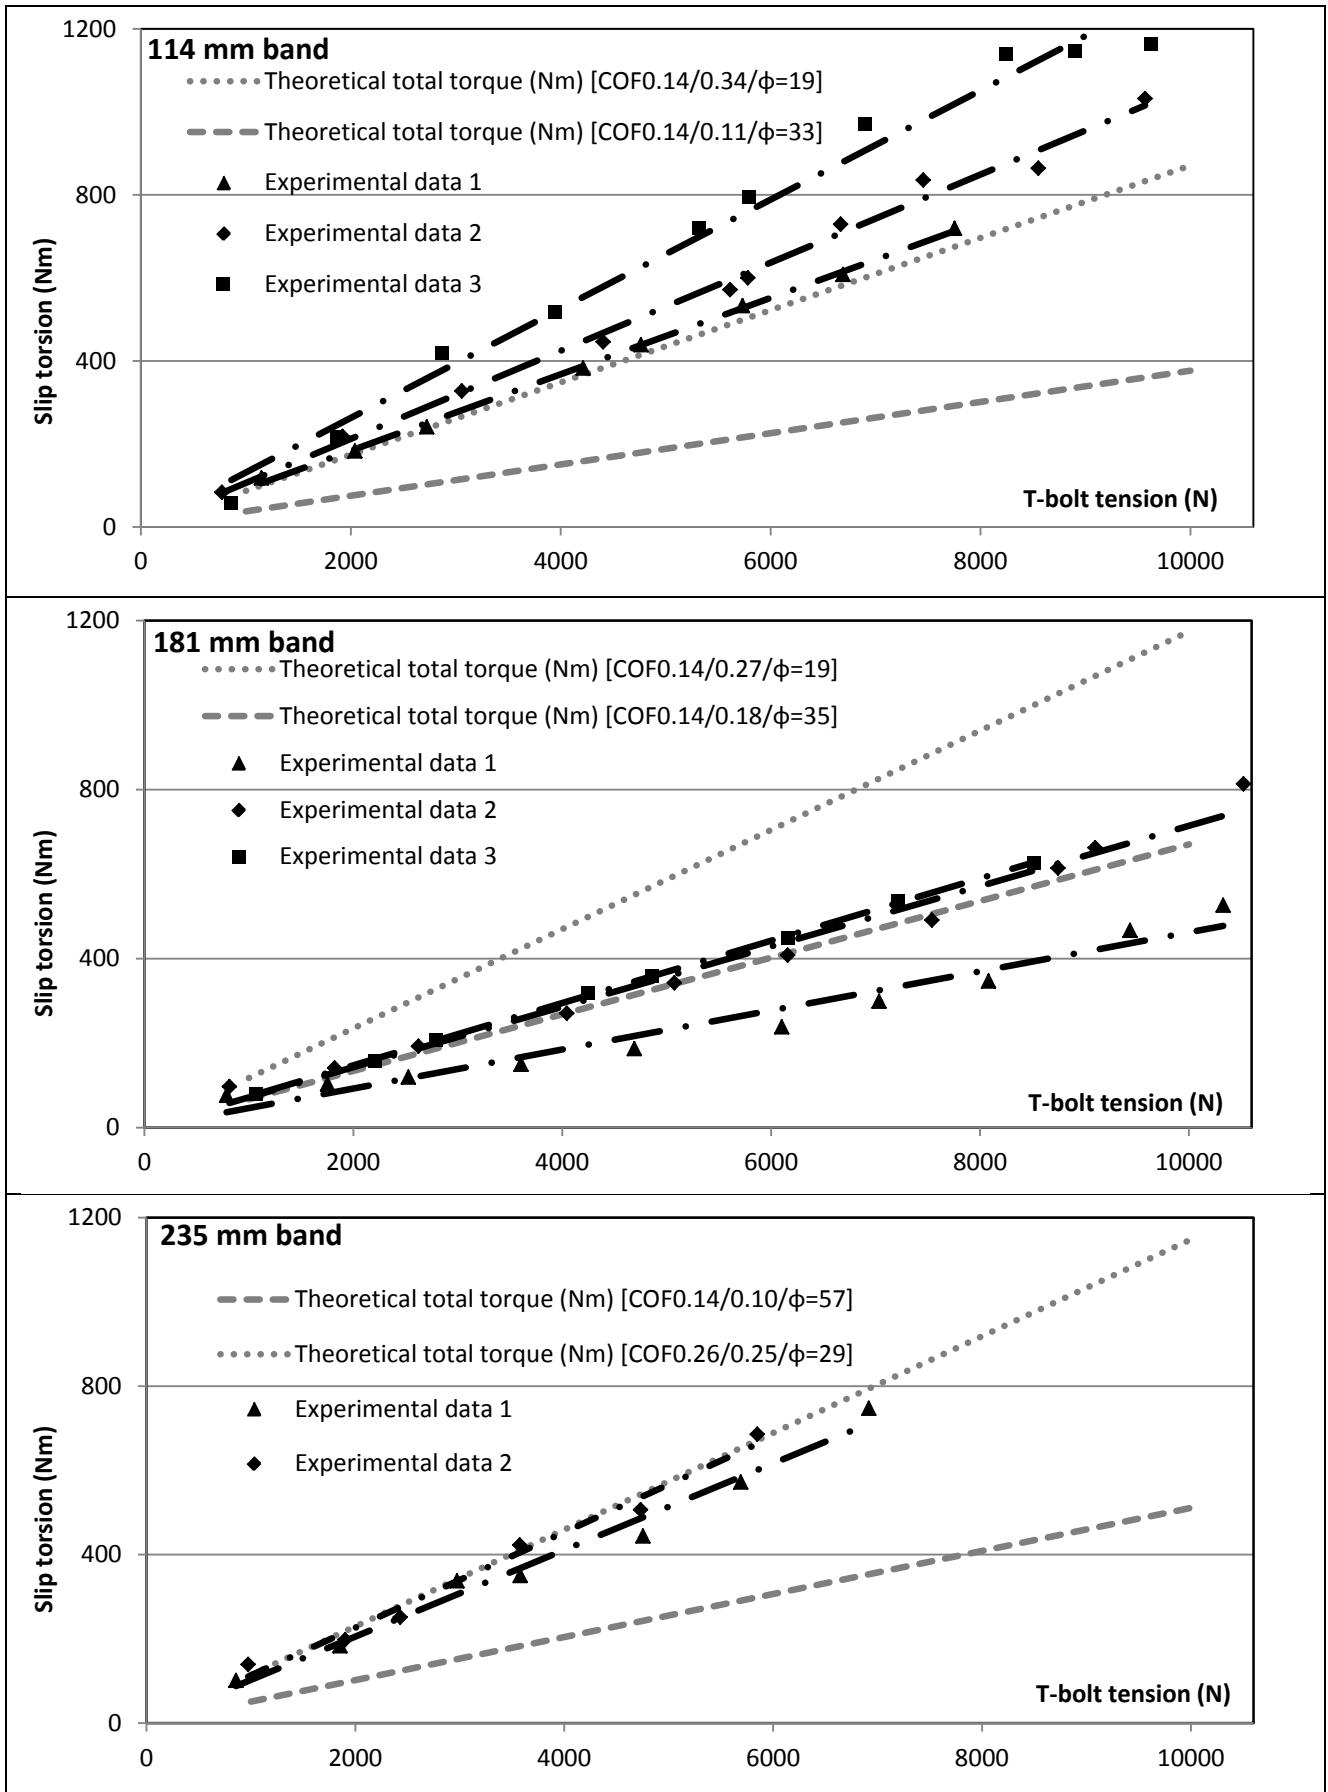 114 mm band
Theoretical total torque (Nm) [COF0.14/0.34/ϕ=19]
Theoretical total torque (Nm) [COF0.14/0.11/ϕ=33]
Experimental data 1
Experimental data 2
Experimental data 3
Slip torsion (Nm)
1200
800
400
0
T-bolt tension (N)
0 2000 4000 6000 8000 10000
181 mm band
Theoretical total torque (Nm) [COF0.14/0.27/ϕ=19]
Theoretical total torque (Nm) [COF0.14/0.18/ϕ=35]
Experimental data 1
Experimental data 2
Experimental data 3
Slip torsion (Nm)
1200
800
400
0
T-bolt tension (N)
0 2000 4000 6000 8000 10000
235 mm band
Theoretical total torque (Nm) [COF0.14/0.10/ϕ=57]
Theoretical total torque (Nm) [COF0.26/0.25/ϕ=29]
Experimental data 1
Experimental data 2
Slip torsion (Nm)
1200
800
400
0
T-bolt tension (N)
0 2000 4000 6000 8000 10000